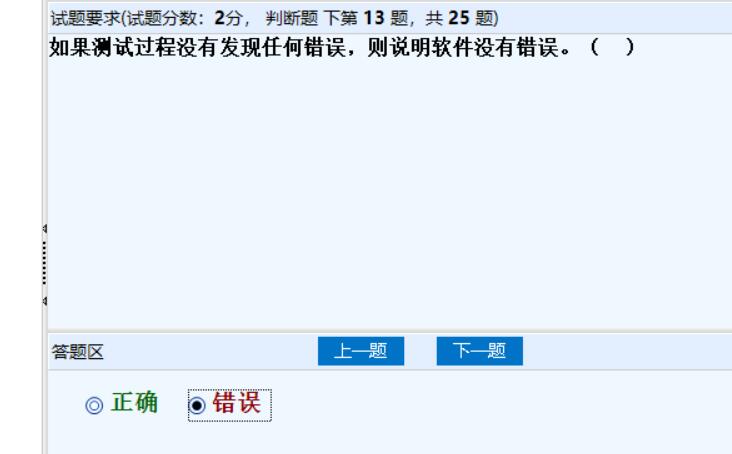 试题要求(试题分数：2分， 判断题 下第 13 题，共 25 题)
如果测试过程没有发现任何错误，则说明软件没有错误。（ ）
答题区 上一题 下一题
正确 错误